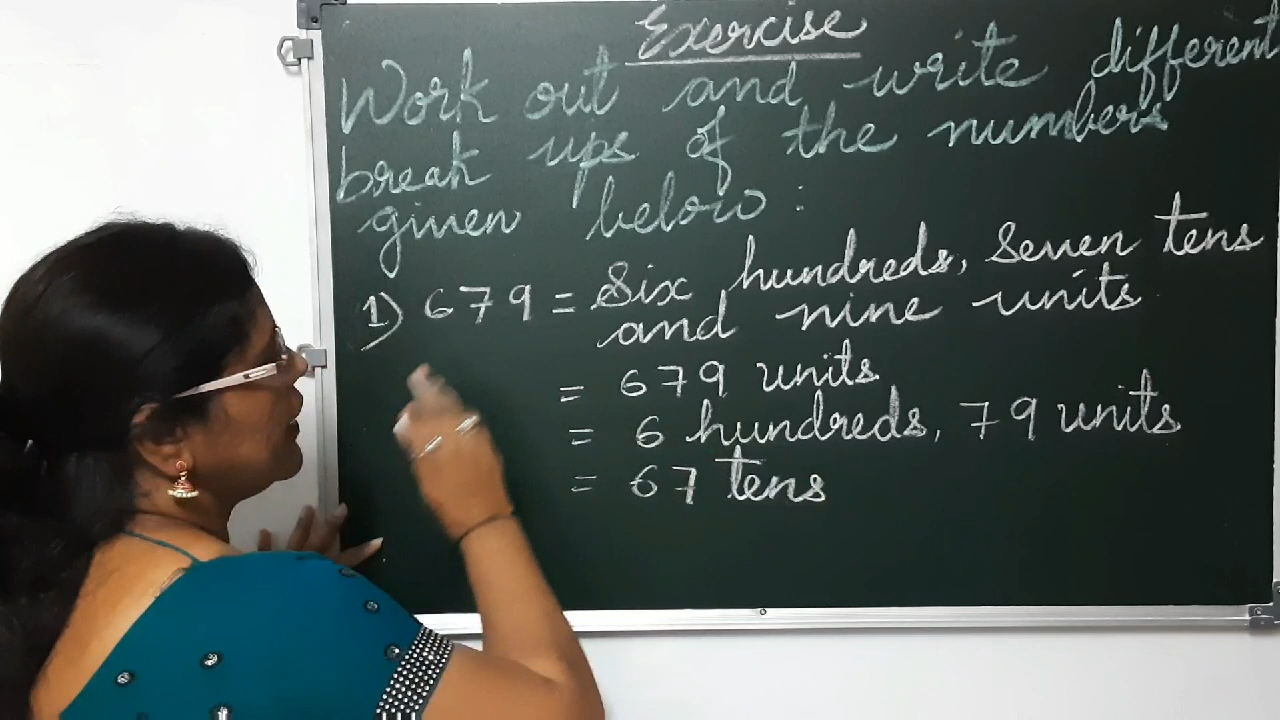 Exercise
Work out and write different
break ups of the numbers
given below :
1) 679 = Six hundreds, Seven tens
and nine units
= 679 units
= 6 hundreds, 79 units
= 67 tens